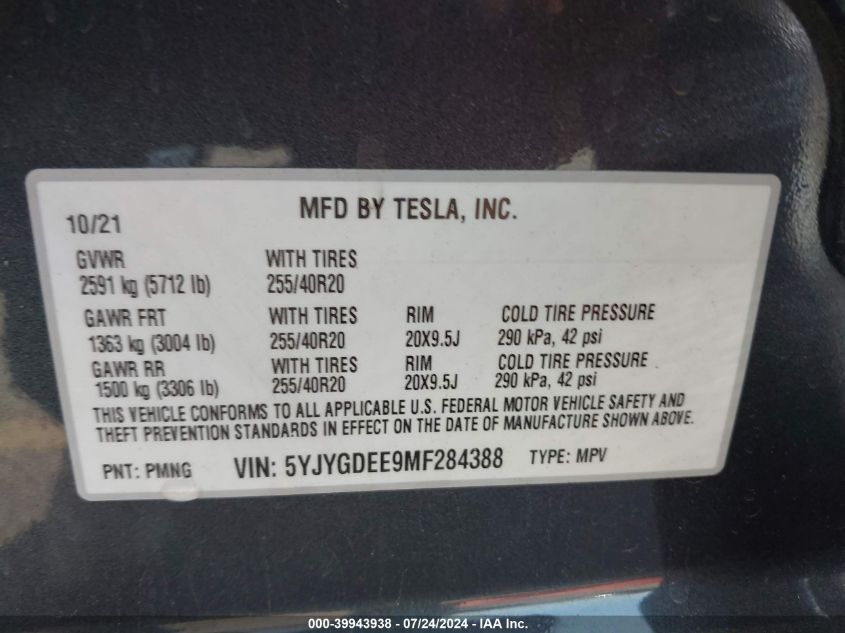 MFD BY TESLA, INC.
10/21
GVWR WITH TIRES
2591 kg (5712 lb) 255/40R20
GAWR FRT WITH TIRES RIM COLD TIRE PRESSURE
1363 kg (3004 lb) 255/40R20 20X9.5J 290 kPa, 42 psi
GAWR RR WITH TIRES RIM COLD TIRE PRESSURE
1500 kg (3306 lb) 255/40R20 20X9.5J 290 kPa, 42 psi
THIS VEHICLE CONFORMS TO ALL APPLICABLE U.S. FEDERAL MOTOR VEHICLE SAFETY AND
THEFT PREVENTION STANDARDS IN EFFECT ON THE DATE OF MANUFACTURE SHOWN ABOVE.
PNT: PMNG VIN: 5YJYGDEE9MF284388 TYPE: MPV
000-39943938 - 07/24/2024 - IAA Inc.